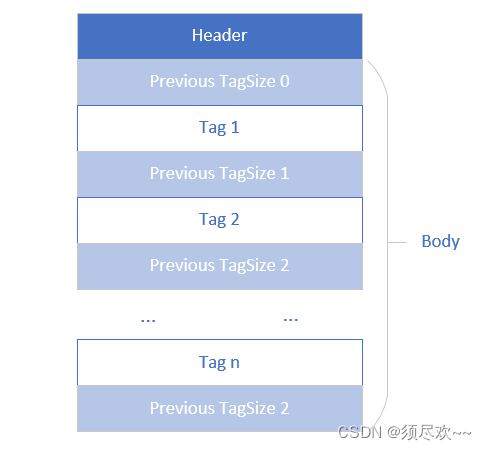 Header
Previous TagSize 0
Tag 1
Previous TagSize 1
Tag 2
Previous TagSize 2
Body
... ...
Tag n
Previous TagSize 2
CSDN @须尽欢~~